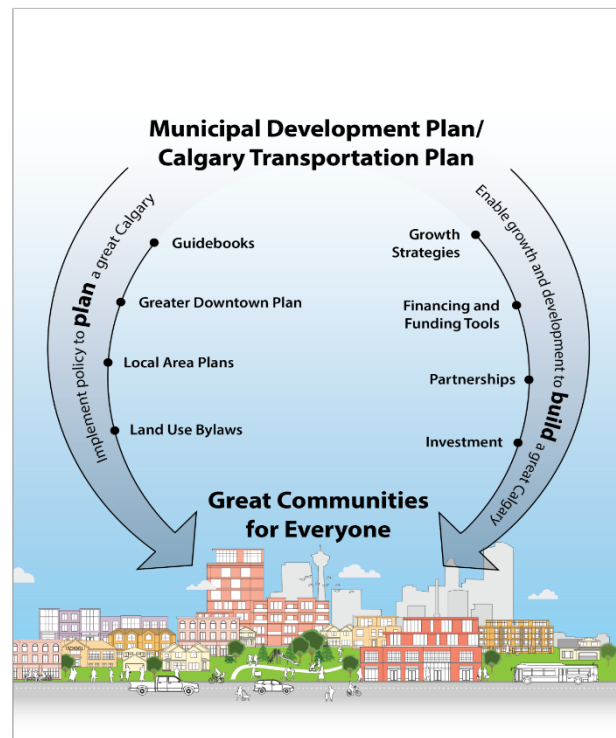 Municipal Development Plan/
Calgary Transportation Plan
Implement policy to plan a great Calgary
Guidebooks
Greater Downtown Plan
Local Area Plans
Land Use Bylaws
Enable growth and development to build a great Calgary
Growth
Strategies
Financing and
Funding Tools
Partnerships
Investment
Great Communities
for Everyone